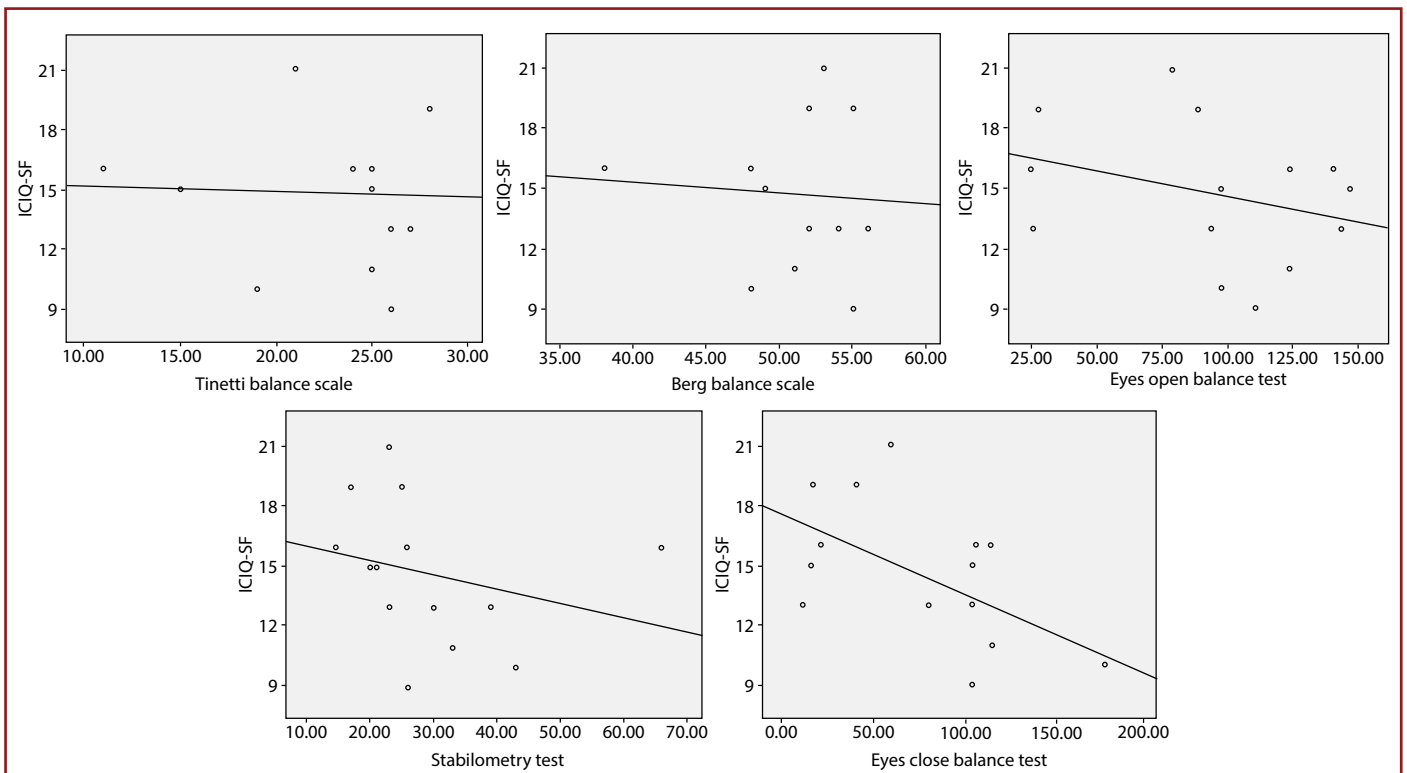 ICIQ-SF
21
18
15
12
9
10.00 15.00 20.00 25.00 30.00
Tinetti balance scale
ICIQ-SF
21
18
15
12
9
35.00 40.00 45.00 50.00 55.00 60.00
Berg balance scale
ICIQ-SF
21
18
15
12
9
25.00 50.00 75.00 100.00 125.00 150.00
Eyes open balance test
ICIQ-SF
21
18
15
12
9
10.00 20.00 30.00 40.00 50.00 60.00 70.00
Stabilometry test
ICIQ-SF
21
18
15
12
9
0.00 50.00 100.00 150.00 200.00
Eyes close balance test